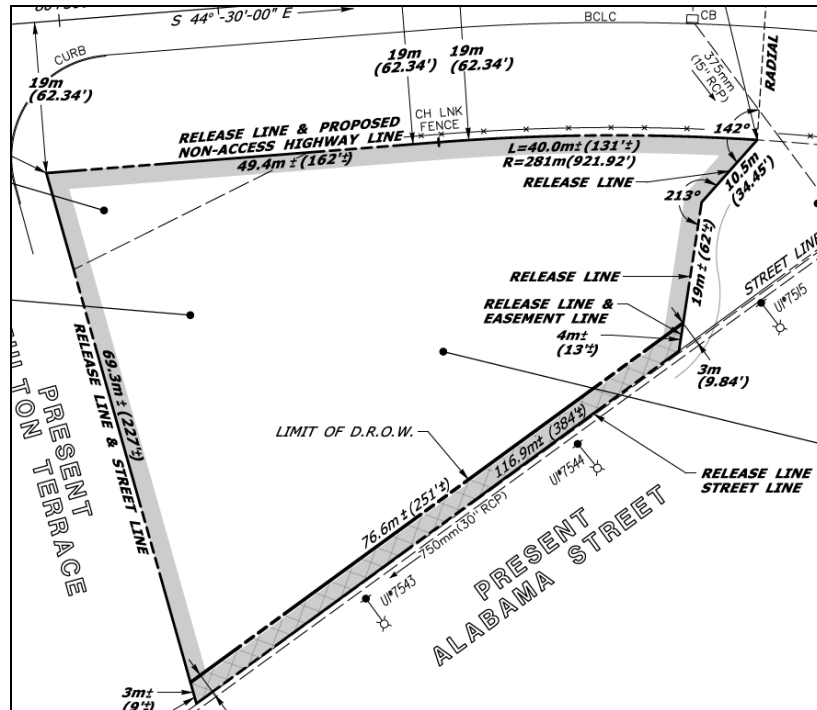 S 44° -30'-00" E
BCLC
CB
CURB
19m
(62.34')
19m
(62.34')
19m
(62.34')
375mm
(15" RCP)
RADIAL
CH LNK
FENCE
RELEASE LINE & PROPOSED
NON-ACCESS HIGHWAY LINE
49.4m ± (162'±)
L=40.0m± (131'±)
R=281m(921.92')
142°
RELEASE LINE
10.5m
(34.45')
213°
RELEASE LINE
19m ± (62'±)
STREET LINE
UI#7515
RELEASE LINE &
EASEMENT LINE
4m±
(13'±)
3m
(9.84')
69.3m ± (227'±)
RELEASE LINE & STREET LINE
PRESENT
TON TERRACE
LIMIT OF D.R.O.W.
116.9m± (384'±)
UI#7544
RELEASE LINE
STREET LINE
76.6m ± (251'±)
750mm(30" RCP)
UI#7543
PRESENT
ALABAMA STREET
3m±
(9'±)